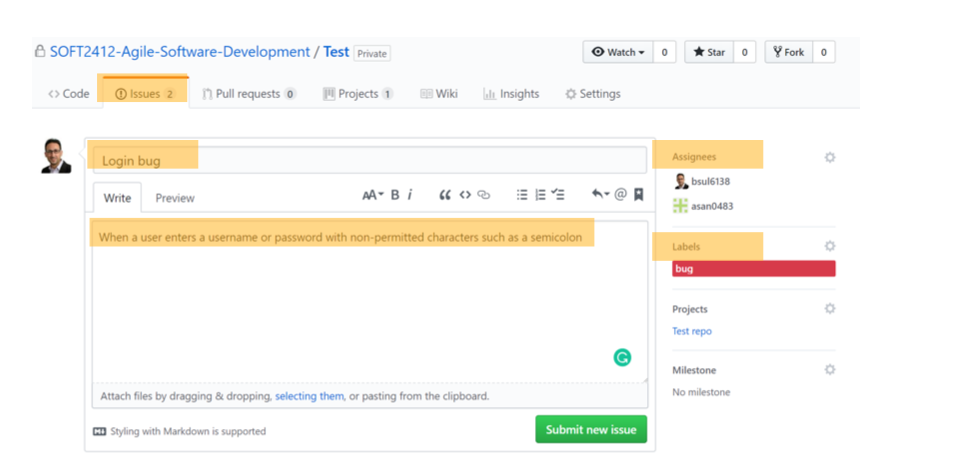 SOFT2412-Agile-Software-Development / Test Private
Watch 0 Star 0 Fork 0
Code Issues 2 Pull requests 0 Projects 1 Wiki Insights Settings
Login bug
Write Preview AA B i
When a user enters a username or password with non-permitted characters such as a semicolon
Attach files by dragging & dropping, selecting them, or pasting from the clipboard.
Styling with Markdown is supported
Submit new issue
Assignees
bsul6138
asan0483
Labels
bug
Projects
Test repo
Milestone
No milestone